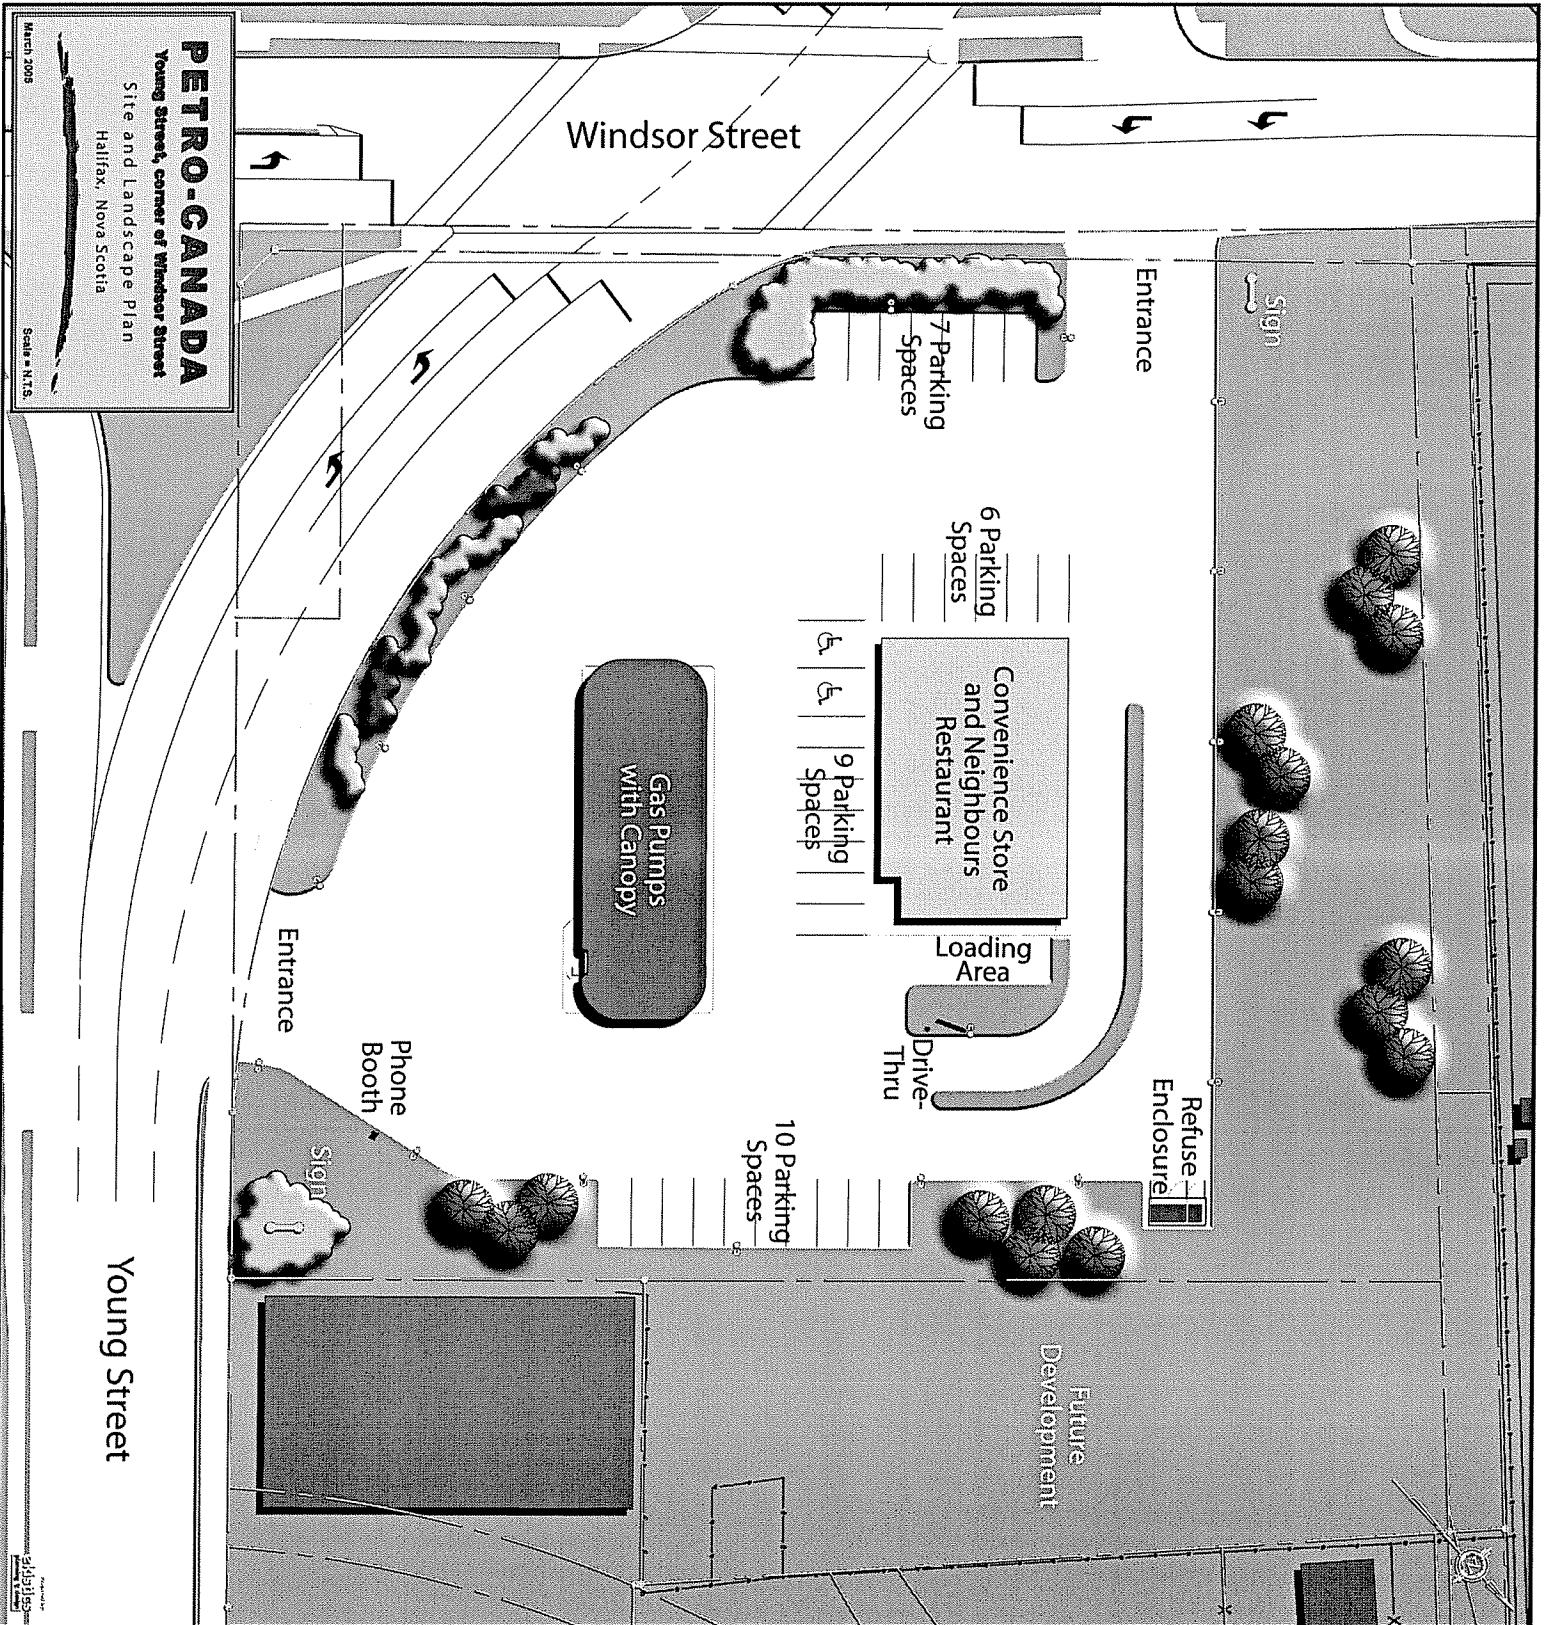 PETRO-CANADA
Young Street, corner of Windsor Street
Site and Landscape Plan
Halifax, Nova Scotia
March 2005
Scale = N.T.S.
Windsor Street
Entrance
Sign
7 Parking
Spaces
6 Parking
Spaces
Convenience Store
and Neighbours
Restaurant
9 Parking
Spaces
Gas Pumps
with Canopy
Loading
Area
Drive-
Thru
Refuse
Enclosure
Entrance
Phone
Booth
Sign
10 Parking
Spaces
Future
Development
Young Street